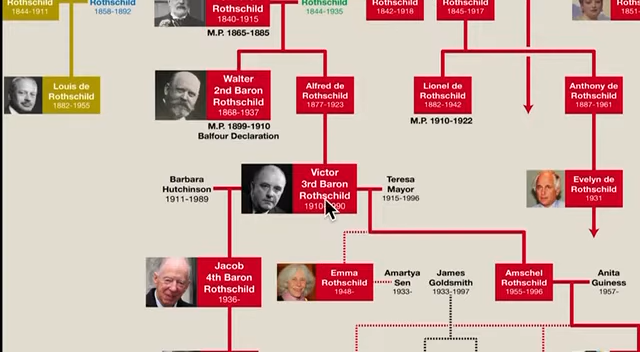 Rothschild
1844-1911
1858-1892
Rothschild
1840-1915
M.P. 1865-1885
Rothschild
1844-1935
Rothschild
1842-1918
Rothschild
1845-1917
Rothschild
1851-
Louis de
Rothschild
1882-1955
Walter
2nd Baron
Rothschild
1868-1937
M.P. 1899-1910
Balfour Declaration
Alfred de
Rothschild
1877-1923
Lionel de
Rothschild
1882-1942
M.P. 1910-1922
Anthony de
Rothschild
1887-1961
Barbara
Hutchinson
1911-1989
Victor
3rd Baron
Rothschild
Teresa
Mayor
1915-1996
Evelyn de
Rothschild
1931
Jacob
4th Baron
Rothschild
1936-
Emma
Rothschild
1948-
Amartya
Sen
1933-
James
Goldsmith
1933-1997
Amschel
Rothschild
1955-1996
Anita
Guiness
1957-